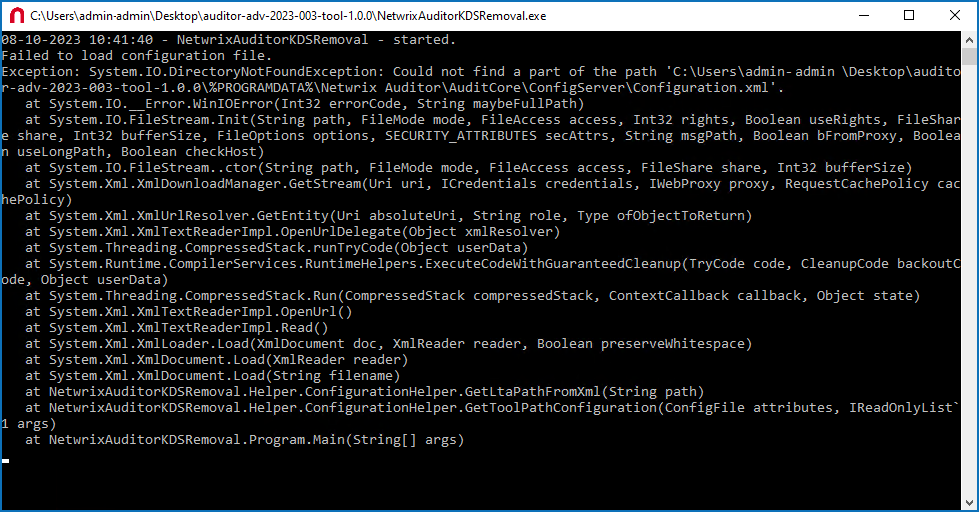 C:\Users\admin-admin\Desktop\auditor-adv-2023-003-tool-1.0.0\NetwrixAuditorKDSRemoval.exe
08-10-2023 10:41:40 - NetwrixAuditorKDSRemoval - started.
Failed to load configuration file.
Exception: System.IO.DirectoryNotFoundException: Could not find a part of the path 'C:\Users\admin-admin \Desktop\audito
r-adv-2023-003-tool-1.0.0\%PROGRAMDATA%\Netwrix Auditor\AuditCore\ConfigServer\Configuration.xml'.
   at System.IO.__Error.WinIOError(Int32 errorCode, String maybeFullPath)
   at System.IO.FileStream.Init(String path, FileMode mode, FileAccess access, Int32 rights, Boolean useRights, FileShar
e share, Int32 bufferSize, FileOptions options, SECURITY_ATTRIBUTES secAttrs, String msgPath, Boolean bFromProxy, Boolea
n useLongPath, Boolean checkHost)
   at System.IO.FileStream..ctor(String path, FileMode mode, FileAccess access, FileShare share, Int32 bufferSize)
   at System.Xml.XmlDownloadManager.GetStream(Uri uri, ICredentials credentials, IWebProxy proxy, RequestCachePolicy cac
hePolicy)
   at System.Xml.XmlUrlResolver.GetEntity(Uri absoluteUri, String role, Type ofObjectToReturn)
   at System.Xml.XmlTextReaderImpl.OpenUrlDelegate(Object xmlResolver)
   at System.Threading.CompressedStack.runTryCode(Object userData)
   at System.Runtime.CompilerServices.RuntimeHelpers.ExecuteCodeWithGuaranteedCleanup(TryCode code, CleanupCode backoutC
ode, Object userData)
   at System.Threading.CompressedStack.Run(CompressedStack compressedStack, ContextCallback callback, Object state)
   at System.Xml.XmlTextReaderImpl.OpenUrl()
   at System.Xml.XmlTextReaderImpl.Read()
   at System.Xml.XmlLoader.Load(XmlDocument doc, XmlReader reader, Boolean preserveWhitespace)
   at System.Xml.XmlDocument.Load(XmlReader reader)
   at System.Xml.XmlDocument.Load(String filename)
   at NetwrixAuditorKDSRemoval.Helper.ConfigurationHelper.GetLtaPathFromXml(String path)
   at NetwrixAuditorKDSRemoval.Helper.ConfigurationHelper.GetToolPathConfiguration(ConfigFile attributes, IReadOnlyList`
1 args)
   at NetwrixAuditorKDSRemoval.Program.Main(String[] args)